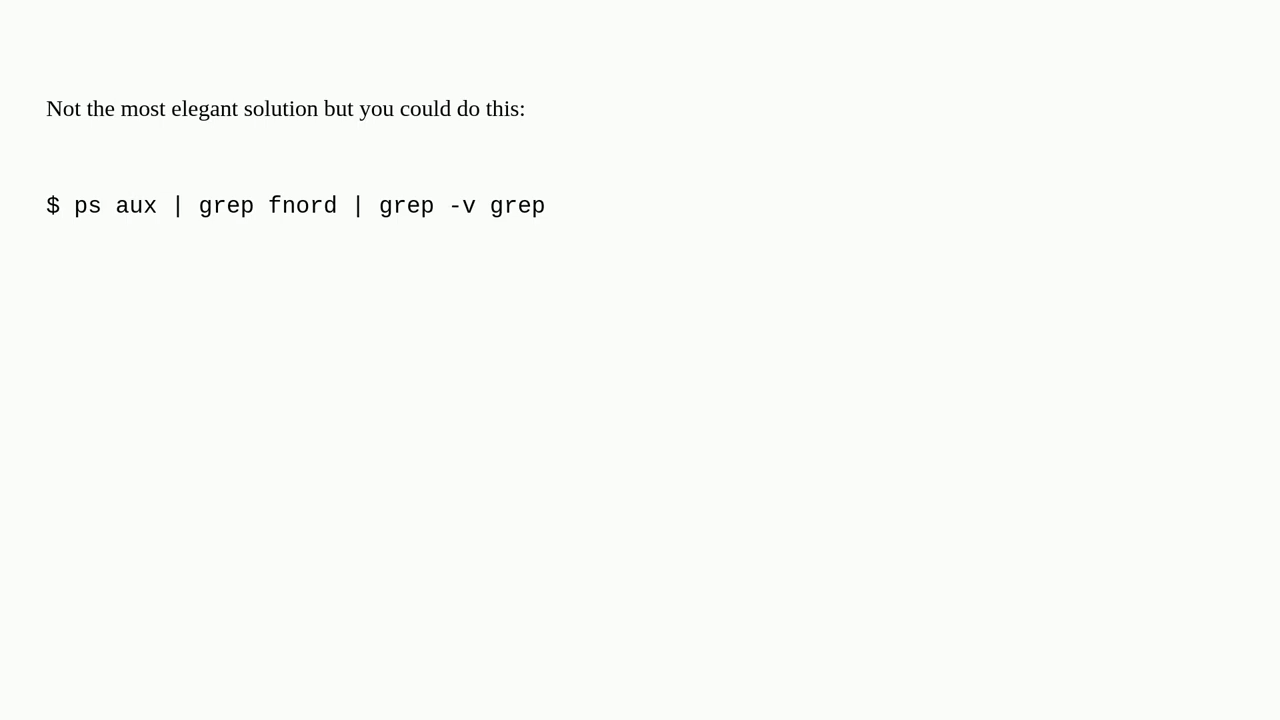 Not the most elegant solution but you could do this:
$ ps aux | grep fnord | grep -v grep